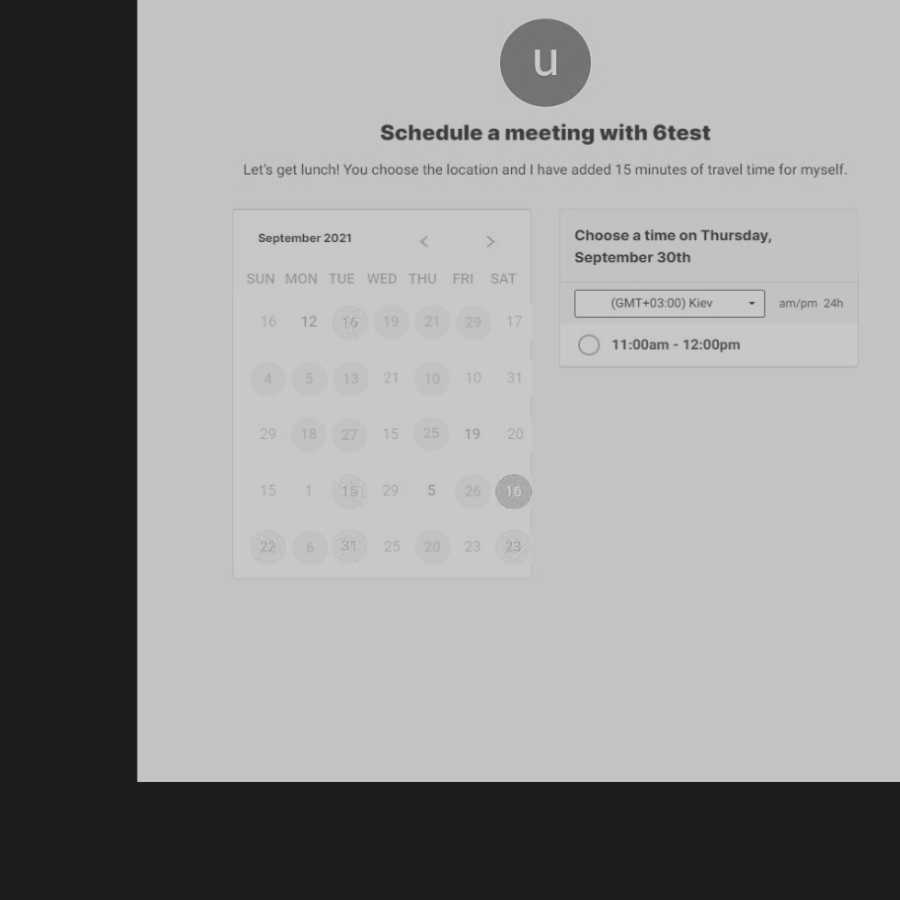 u
Schedule a meeting with 6test
Let's get lunch! You choose the location and I have added 15 minutes of travel time for myself.
September 2021 < >
SUN MON TUE WED THU FRI SAT
16 12 16 19 21 29 17
4 5 13 21 10 10 31
29 18 27 15 25 19 20
15 1 15 29 5 26 16
22 6 31 25 20 23 23
Choose a time on Thursday,
September 30th
(GMT+03:00) Kiev am/pm 24h
11:00am - 12:00pm